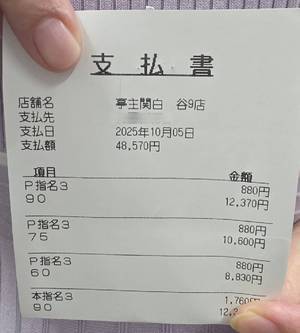 支払書
店舗名 亭主関白 谷9店
支払先
支払日 2025年10月05日
支払額 48,570円
項目 金額
P指名3 880円
90 12,370円
P指名3 880円
75 10,600円
P指名3 880円
60 8,830円
本指名3 1,760円
90